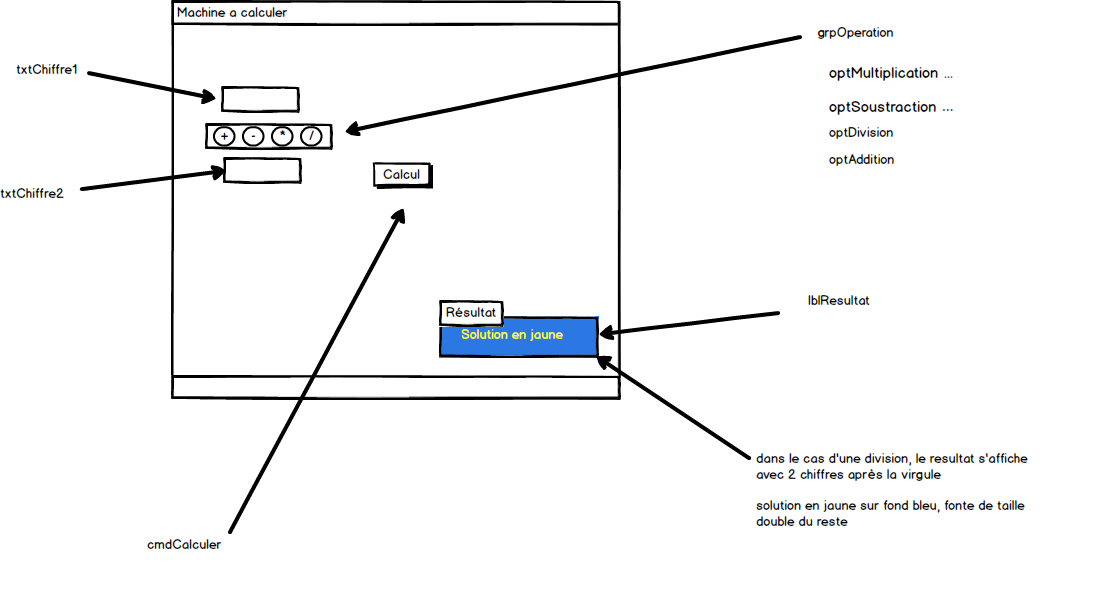 Machine a calculer
grpOperation
txtChiffre1
optMultiplication ...
optSoustraction ...
+ - * /
optDivision
optAddition
Calcul
txtChiffre2
lblResultat
Résultat
Solution en jaune
dans le cas d'une division, le resultat s'affiche
avec 2 chiffres après la virgule
solution en jaune sur fond bleu, fonte de taille
double du reste
cmdCalculer